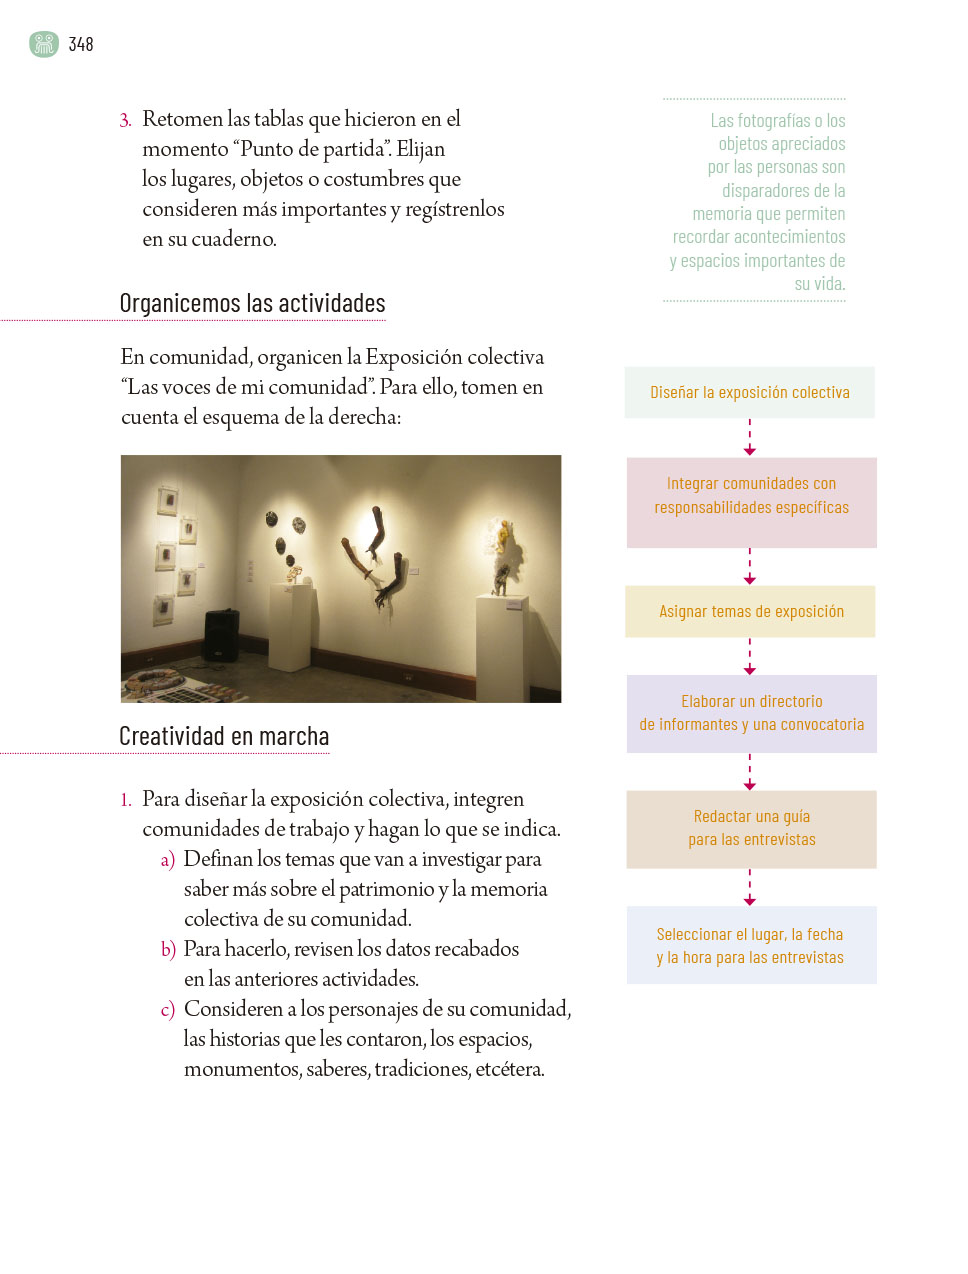 348
3. Retomen las tablas que hicieron en el
momento “Punto de partida”. Elijan
los lugares, objetos o costumbres que
consideren más importantes y regístrenlos
en su cuaderno.
Las fotografías o los
objetos apreciados
por las personas son
disparadores de la
memoria que permiten
recordar acontecimientos
y espacios importantes de
su vida.
Organicemos las actividades
En comunidad, organicen la Exposición colectiva
“Las voces de mi comunidad”. Para ello, tomen en
cuenta el esquema de la derecha:
Diseñar la exposición colectiva
Integrar comunidades con
responsabilidades específicas
Asignar temas de exposición
Elaborar un directorio
de informantes y una convocatoria
Redactar una guía
para las entrevistas
Seleccionar el lugar, la fecha
y la hora para las entrevistas
Creatividad en marcha
1. Para diseñar la exposición colectiva, integren
comunidades de trabajo y hagan lo que se indica.
a) Definan los temas que van a investigar para
saber más sobre el patrimonio y la memoria
colectiva de su comunidad.
b) Para hacerlo, revisen los datos recabados
en las anteriores actividades.
c) Consideren a los personajes de su comunidad,
las historias que les contaron, los espacios,
monumentos, saberes, tradiciones, etcétera.